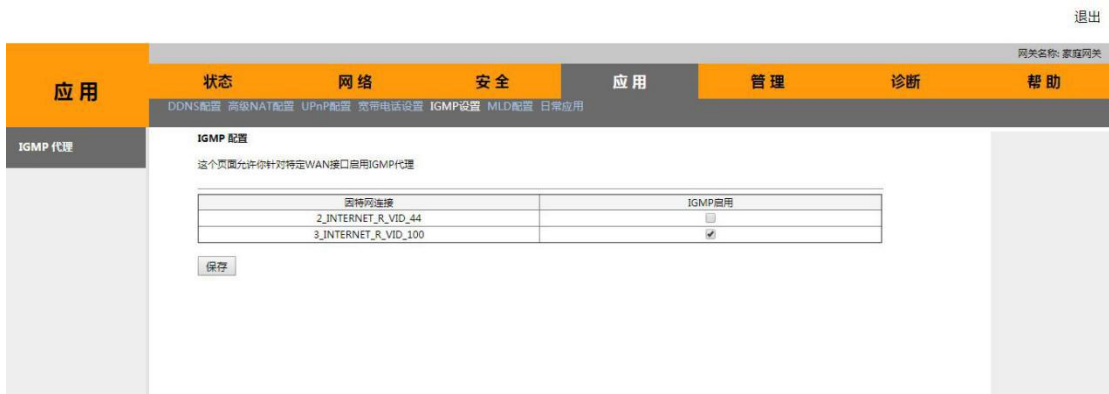 退出
网关名称: 家庭网关
应用
状态 网络 安全 应用 管理 诊断 帮助
DDNS配置 高级NAT配置 UPnP配置 宽带电话设置 IGMP设置 MLD配置 日常应用
IGMP 代理
IGMP 配置
这个页面允许你针对特定WAN接口启用IGMP代理
因特网连接 IGMP启用
2_INTERNET_R_VID_44
3_INTERNET_R_VID_100
保存